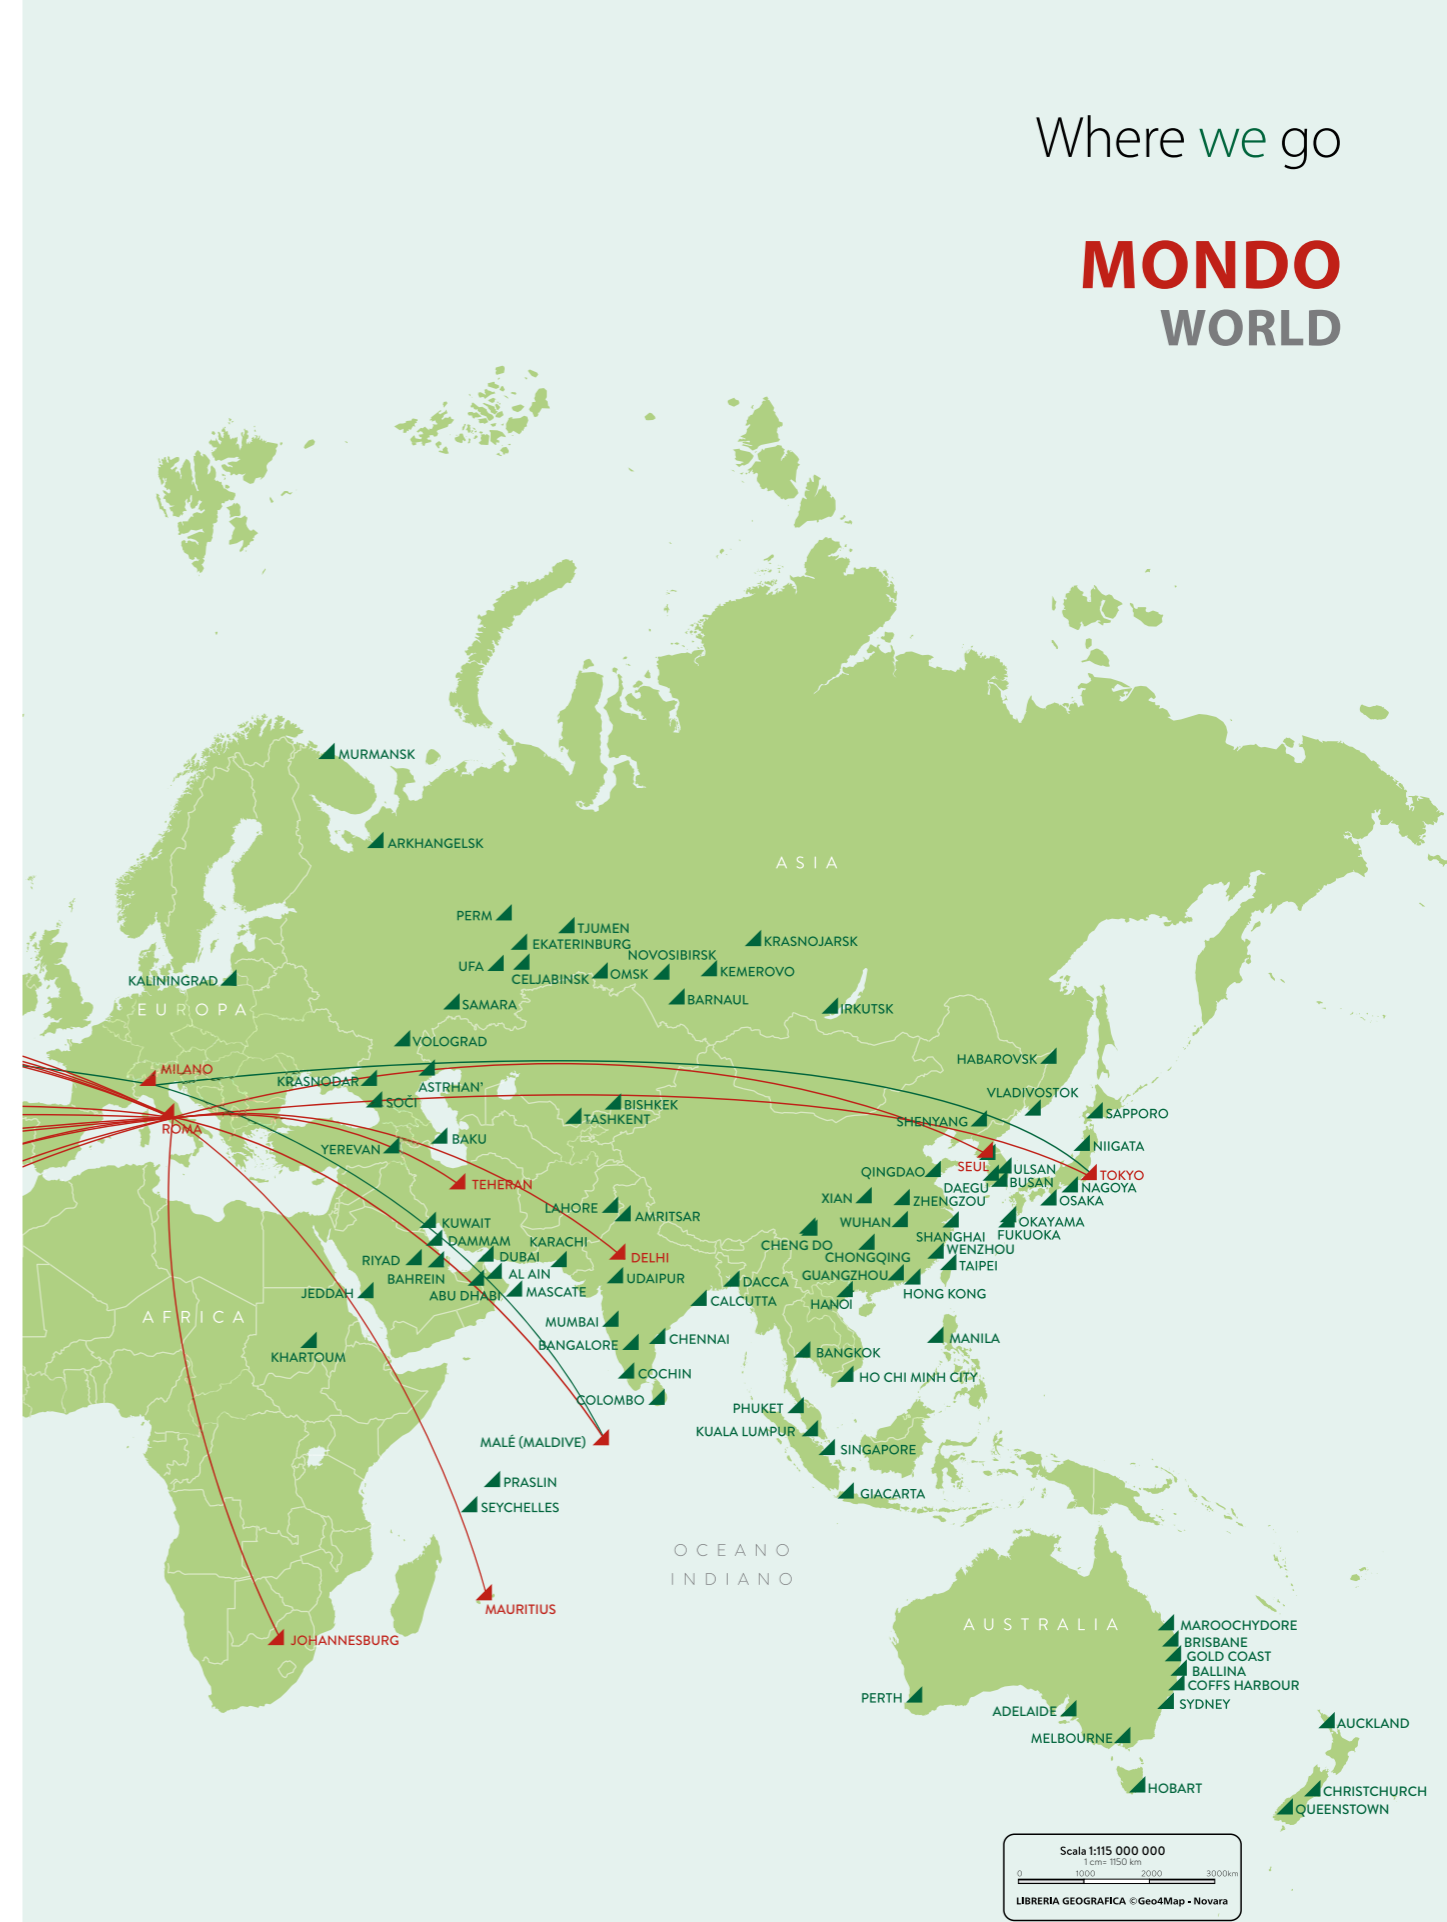 Where we go
MONDO
WORLD
MURMANSK
ARKHANGELSK
ASIA
PERM
TJUMEN
EKATERINBURG
KRASNOJARSK
NOVOSIBIRSK
UFA
CELJABINSK
OMSK
KEMEROVO
KALININGRAD
BARNAUL
SAMARA
IRKUTSK
EUROPA
VOLOGRAD
HABAROVSK
MILANO
KRASNODAR
ASTRHAN'
VLADIVOSTOK
SOČI
BISHKEK
SAPPORO
TASHKENT
SHENYANG
ROMA
BAKU
NIIGATA
YEREVAN
SEUL
ULSAN
QINGDAO
TOKYO
TEHERAN
BUSAN
DAEGU
NAGOYA
XIAN
ZHENGZOU
OSAKA
LAHORE
AMRITSAR
KUWAIT
WUHAN
OKAYAMA
FUKUOKA
SHANGHAI
DAMMAM
KARACHI
CHENG DO
WENZHOU
RIYAD
DUBAI
DELHI
CHONGQING
TAIPEI
BAHREIN
AL AIN
UDAIPUR
DACCA
GUANGZHOU
JEDDAH
ABU DHABI
MASCATE
CALCUTTA
HANOI
HONG KONG
AFRICA
MUMBAI
BANGALORE
CHENNAI
MANILA
KHARTOUM
BANGKOK
COCHIN
HO CHI MINH CITY
COLOMBO
PHUKET
KUALA LUMPUR
MALÉ (MALDIVE)
SINGAPORE
PRASLIN
GIACARTA
SEYCHELLES
OCEANO
INDIANO
MAURITIUS
JOHANNESBURG
AUSTRALIA
MAROOCHYDORE
BRISBANE
GOLD COAST
BALLINA
COFFS HARBOUR
PERTH
SYDNEY
ADELAIDE
AUCKLAND
MELBOURNE
HOBART
CHRISTCHURCH
QUEENSTOWN
Scala 1:115 000 000
1 cm= 1150 km
0 1000 2000 3000km
LIBRERIA GEOGRAFICA ©Geo4Map - Novara